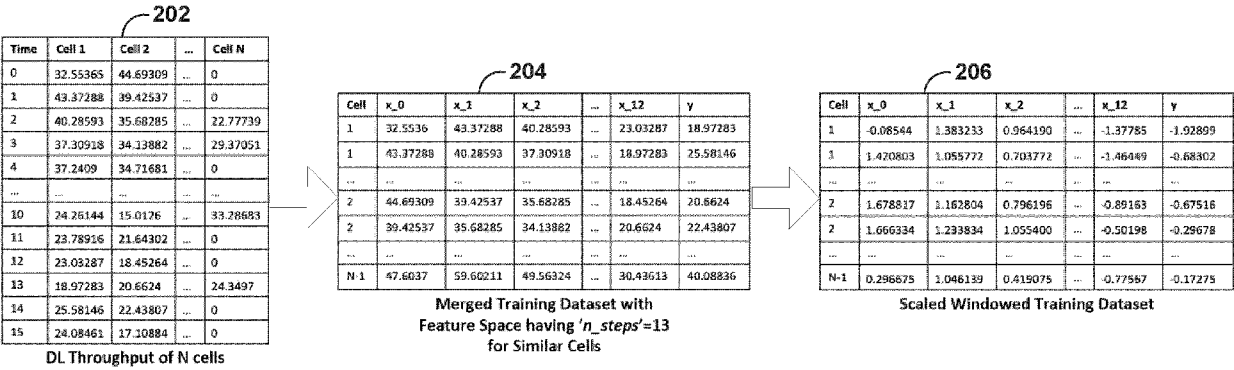 202
Time Cell 1 Cell 2 ... Cell N
0 32.55365 44.69309 ... 0
1 43.37288 39.42537 ... 0
2 40.28593 35.68285 ... 22.77739
3 37.30918 34.13882 ... 29.37051
4 37.2409 34.71681 ... 0
... ... ... ... ...
10 24.26144 15.0126 ... 33.28683
11 23.78916 21.64302 ... 0
12 23.03287 18.45264 ... 0
13 18.97283 20.6624 ... 24.3497
14 25.58146 22.43807 ... 0
15 24.08461 17.10884 ... 0
DL Throughput of N cells
204
Cell x_0 x_1 x_2 ... x_12 y
1 32.5536 43.37288 40.28593 ... 23.03287 18.97283
1 43.37288 40.28593 37.30918 ... 18.97283 25.58146
... ... ... ... ... ... ...
2 44.69309 39.42537 35.68285 ... 18.45264 20.6624
2 39.42537 35.68285 34.13882 ... 20.6624 22.43807
... ... ... ... ... ... ...
N-1 47.6037 59.60211 49.56324 ... 30.43613 40.08836
Merged Training Dataset with
Feature Space having 'n_steps'=13
for Similar Cells
206
Cell x_0 x_1 x_2 ... x_12 y
1 -0.08544 1.383233 0.964190 ... -1.37785 -1.92899
1 1.420803 1.055772 0.703772 ... -1.46449 -0.68302
... ... ... ... ... ... ...
2 1.678817 1.162804 0.796196 ... -0.89163 -0.67516
2 1.666334 1.233834 1.055400 ... -0.50198 -0.29678
... ... ... ... ... ... ...
N-1 0.296675 1.046139 0.419075 ... -0.77567 -0.17275
Scaled Windowed Training Dataset